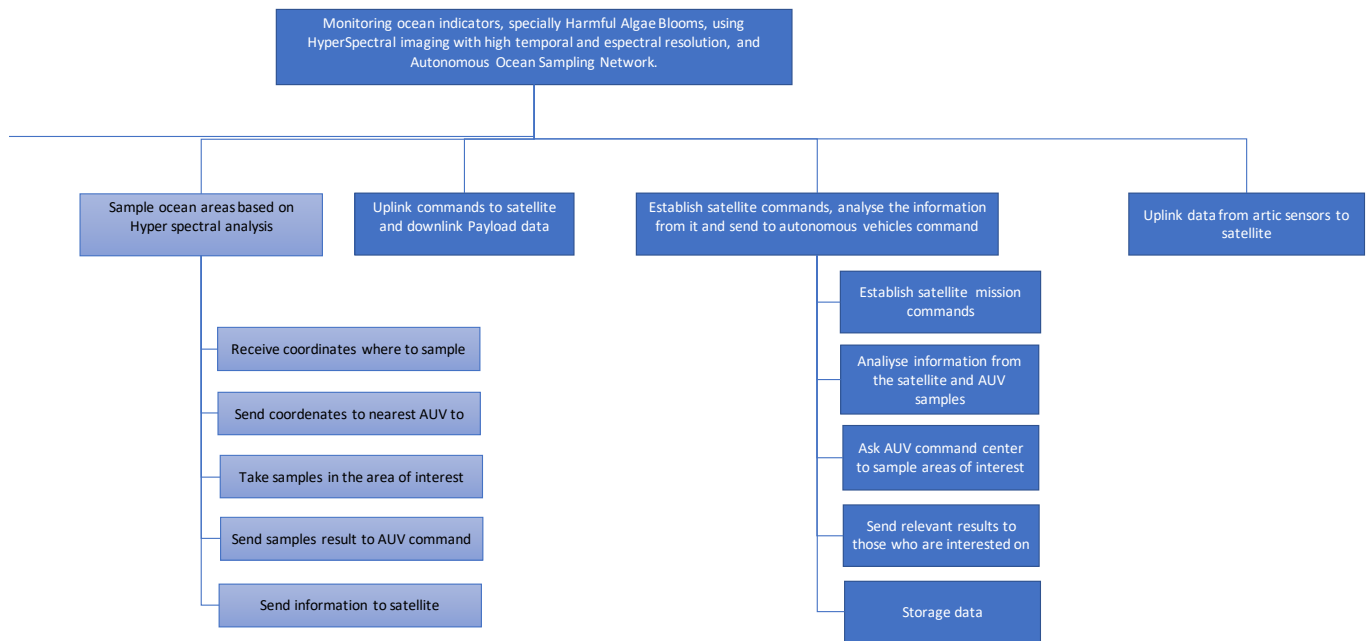 Monitoring ocean indicators, specially Harmful Algae Blooms, using
HyperSpectral imaging with high temporal and espectral resolution, and
Autonomous Ocean Sampling Network.
Sample ocean areas based on
Hyper spectral analysis
Uplink commands to satellite
and downlink Payload data
Establish satellite commands, analyse the information
from it and send to autonomous vehicles command
Uplink data from artic sensors to
satellite
Receive coordinates where to sample
Send coordenates to nearest AUV to
Take samples in the area of interest
Send samples result to AUV command
Send information to satellite
Establish satellite mission
commands
Analiyse information from
the satellite and AUV
samples
Ask AUV command center
to sample areas of interest
Send relevant results to
those who are interested on
Storage data